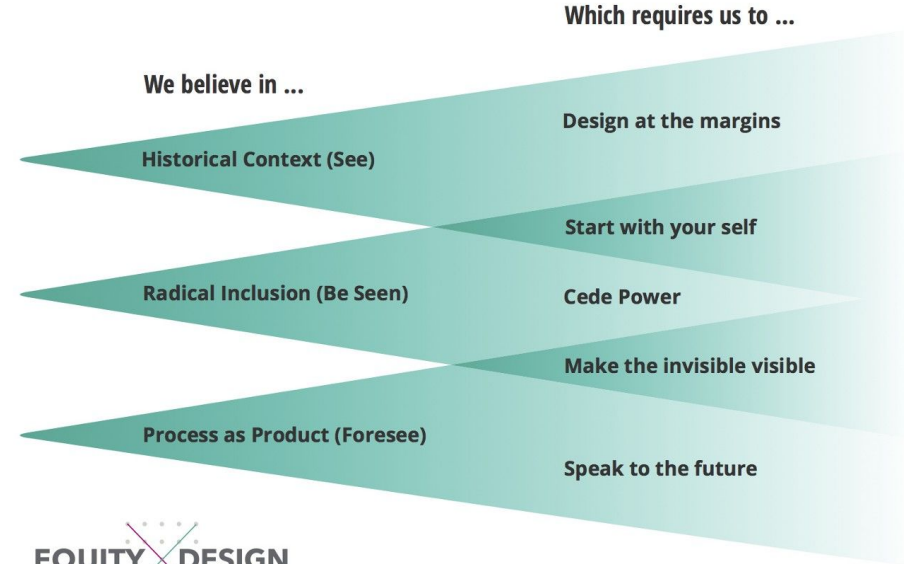 Which requires us to ...
We believe in ...
Design at the margins
Historical Context (See)
Start with your self
Radical Inclusion (Be Seen)
Cede Power
Make the invisible visible
Process as Product (Foresee)
Speak to the future
EQUITY DESIGN